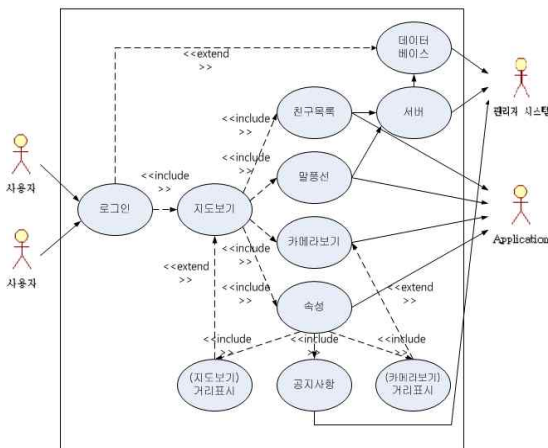 데이터
베이스
<<extend
>>
관리자 시스템
<<include
>>
친구목록
서버
사용자
<<include
>>
<<include
>>
말풍선
로그인
지도보기
<<include
>>
카메라보기
Application
사용자
<<extend
>>
<<include
>>
속성
<<extend
>>
<<include
>>
<<include
>>
<<include
>>
(지도보기)
거리표시
공지사항
(카메라보기)
거리표시